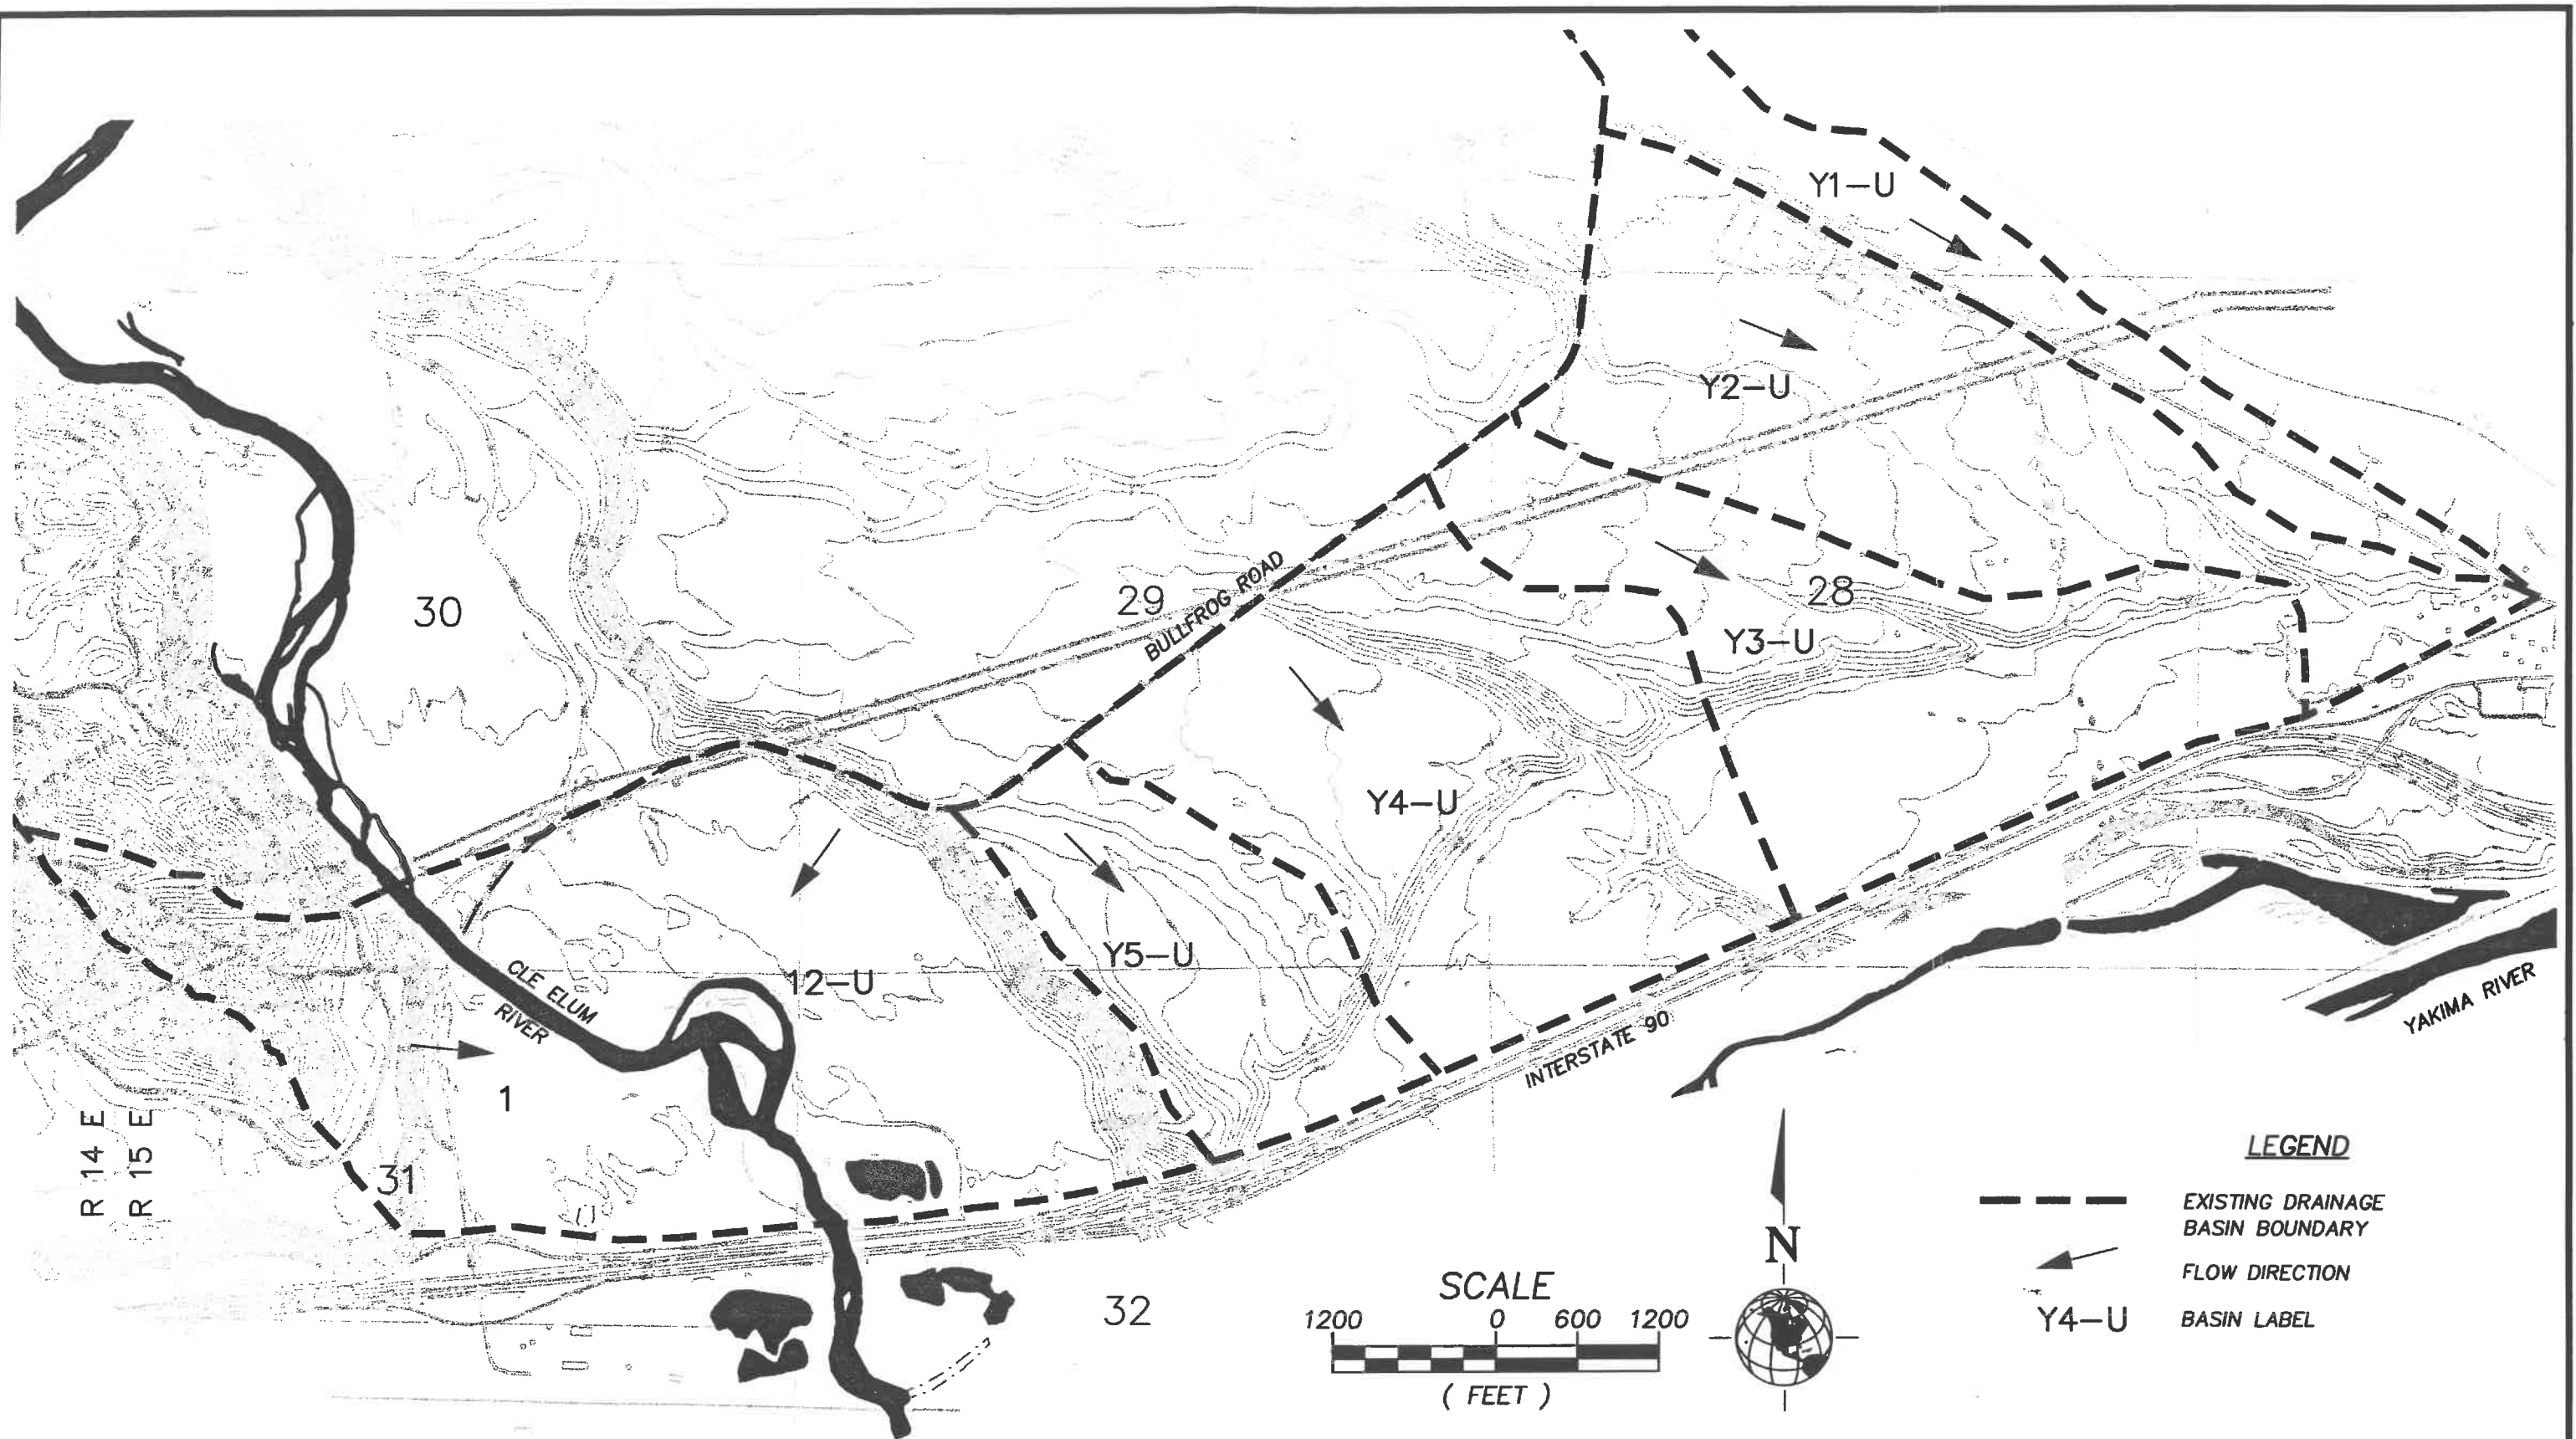 Y1-U
Y2-U
30
29
BULLFROG ROAD
28
Y3-U
Y4-U
Y5-U
12-U
CLE ELUM
RIVER
1
INTERSTATE 90
YAKIMA RIVER
R 14 E
R 15 E
31
32
SCALE
1200 0 600 1200
( FEET )
N
LEGEND
EXISTING DRAINAGE
BASIN BOUNDARY
FLOW DIRECTION
Y4-U BASIN LABEL